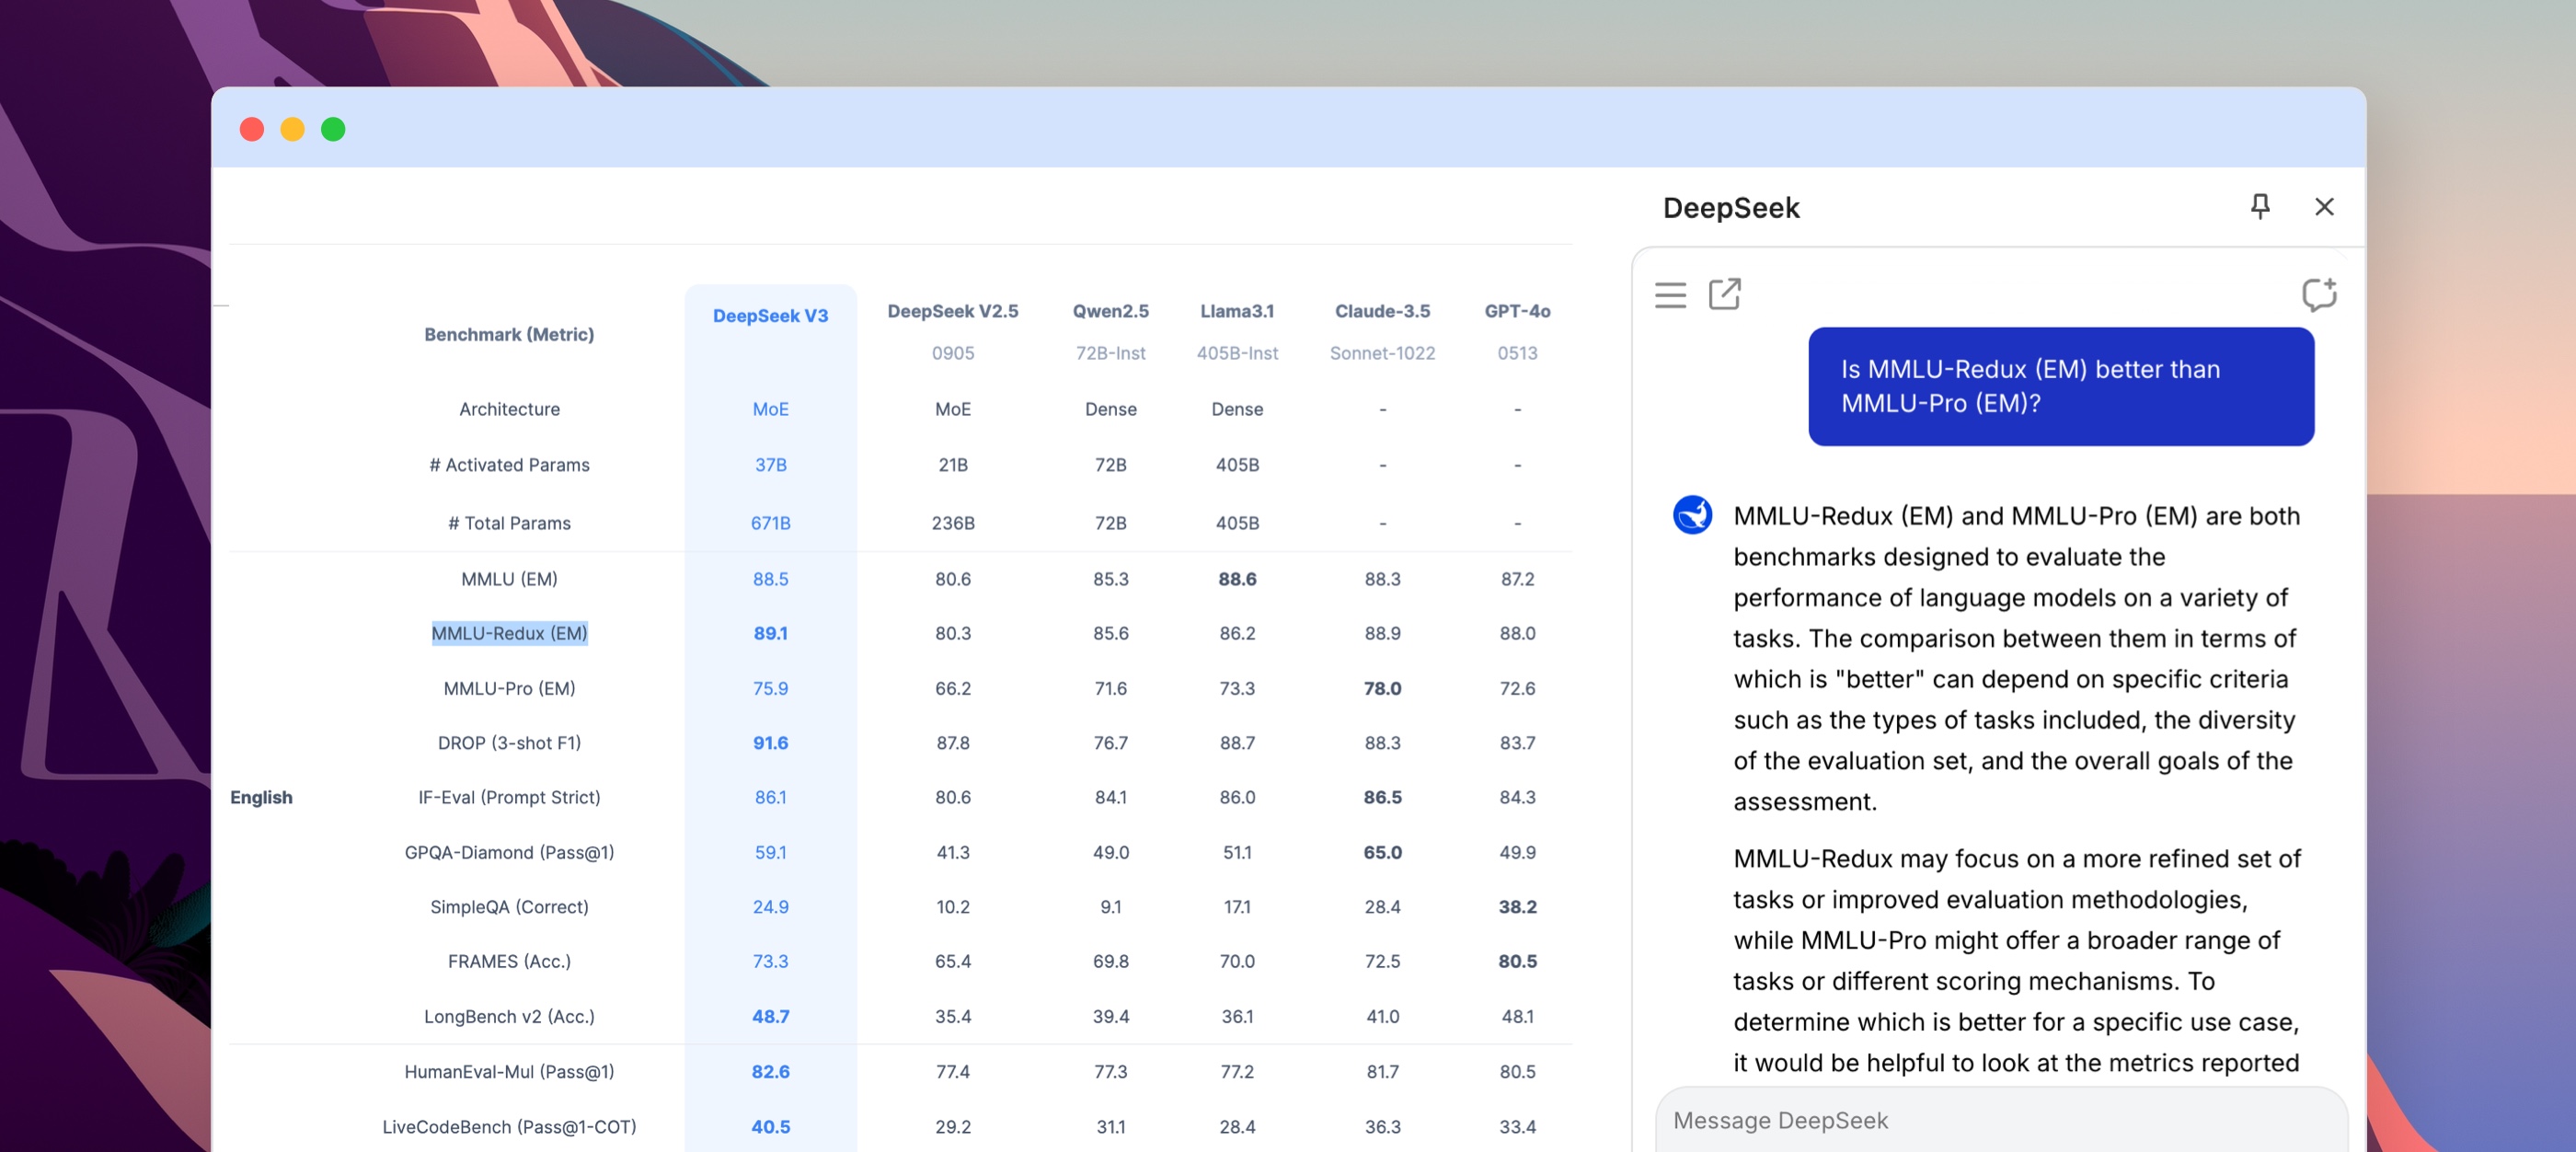 DeepSeek
Benchmark (Metric) DeepSeek V3 DeepSeek V2.5 Qwen2.5 Llama3.1 Claude-3.5 GPT-4o
0905 72B-Inst 405B-Inst Sonnet-1022 0513
Architecture MoE MoE Dense Dense - -
# Activated Params 37B 21B 72B 405B - -
# Total Params 671B 236B 72B 405B - -
English
MMLU (EM) 88.5 80.6 85.3 88.6 88.3 87.2
MMLU-Redux (EM) 89.1 80.3 85.6 86.2 88.9 88.0
MMLU-Pro (EM) 75.9 66.2 71.6 73.3 78.0 72.6
DROP (3-shot F1) 91.6 87.8 76.7 88.7 88.3 83.7
IF-Eval (Prompt Strict) 86.1 80.6 84.1 86.0 86.5 84.3
GPQA-Diamond (Pass@1) 59.1 41.3 49.0 51.1 65.0 49.9
SimpleQA (Correct) 24.9 10.2 9.1 17.1 28.4 38.2
FRAMES (Acc.) 73.3 65.4 69.8 70.0 72.5 80.5
LongBench v2 (Acc.) 48.7 35.4 39.4 36.1 41.0 48.1
HumanEval-Mul (Pass@1) 82.6 77.4 77.3 77.2 81.7 80.5
LiveCodeBench (Pass@1-COT) 40.5 29.2 31.1 28.4 36.3 33.4
Is MMLU-Redux (EM) better than
MMLU-Pro (EM)?
MMLU-Redux (EM) and MMLU-Pro (EM) are both
benchmarks designed to evaluate the
performance of language models on a variety of
tasks. The comparison between them in terms of
which is "better" can depend on specific criteria
such as the types of tasks included, the diversity
of the evaluation set, and the overall goals of the
assessment.
MMLU-Redux may focus on a more refined set of
tasks or improved evaluation methodologies,
while MMLU-Pro might offer a broader range of
tasks or different scoring mechanisms. To
determine which is better for a specific use case,
it would be helpful to look at the metrics reported
Message DeepSeek